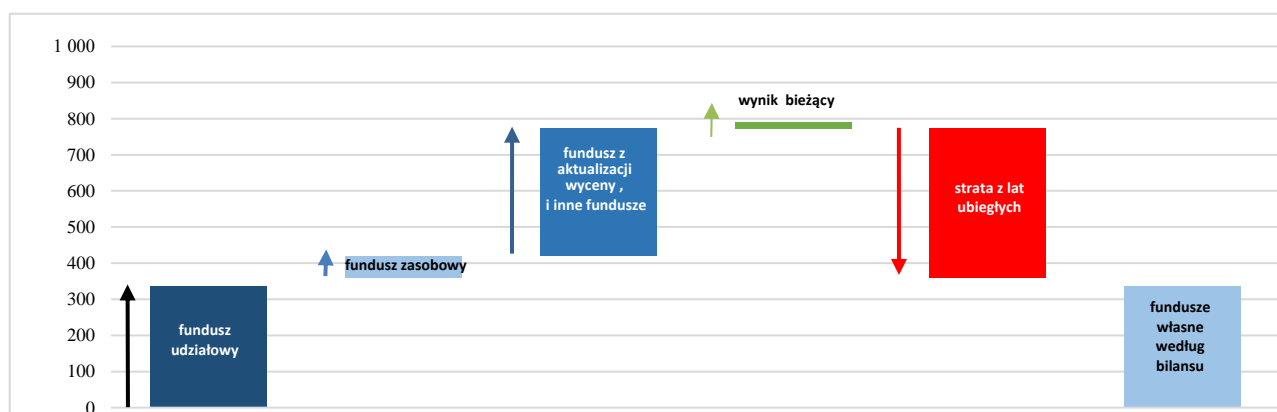 1 000
900
800
700
600
500
400
300
200
100
0
fundusz
udziałowy
fundusz zasobowy
fundusz z
aktualizacji
wyceny ,
i inne fundusze
wynik  bieżący
strata z lat
ubiegłych
fundusze
własne
według
bilansu